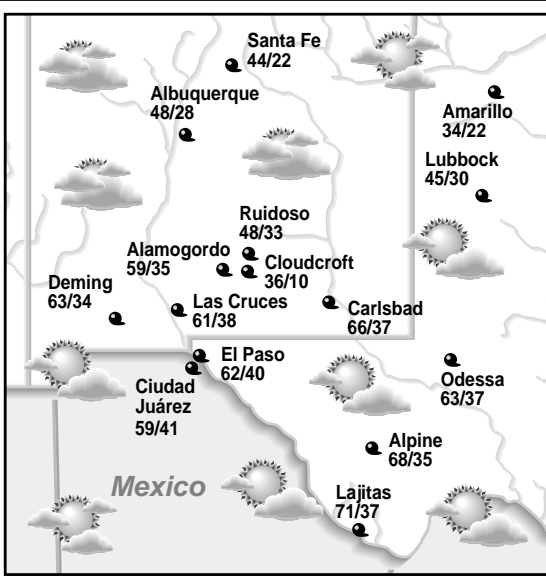 Santa Fe
44/22
Albuquerque
48/28
Amarillo
34/22
Lubbock
45/30
Ruidoso
48/33
Alamogordo
59/35
Cloudcroft
36/10
Deming
63/34
Las Cruces
61/38
Carlsbad
66/37
El Paso
62/40
Ciudad
Juárez
59/41
Odessa
63/37
Alpine
68/35
Mexico
Lajitas
71/37